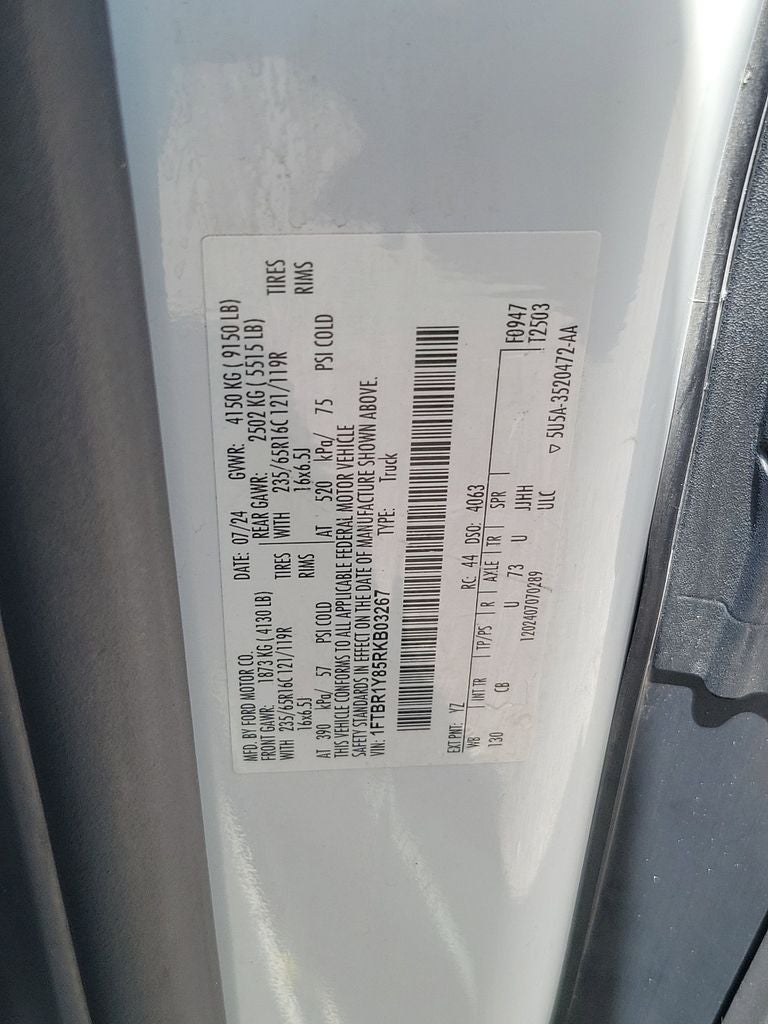 MFD. BY FORD MOTOR CO.
DATE: 07/24 GVWR: 4150 KG ( 9150 LB)
FRONT GAWR: 1873 KG ( 4130 LB)
REAR GAWR: 2502 KG ( 5515 LB)
WITH 235/65R16C 121/119R TIRES
WITH 235/65R16C 121/119R TIRES
16x6.5J RIMS
16x6.5J RIMS
AT 390 kPa/ 57 PSI COLD
AT 520 kPa/ 75 PSI COLD
THIS VEHICLE CONFORMS TO ALL APPLICABLE FEDERAL MOTOR VEHICLE
SAFETY STANDARDS IN EFFECT ON THE DATE OF MANUFACTURE SHOWN ABOVE.
VIN: 1FTBR1Y85RKB03267 TYPE: Truck
EXT PNT: YZ RC: 44 DSO: 4063
WB INT TR TP/PS R AXLE TR SPR F0947
130 CB U 73 U JJHH T2503
1202407070289 ULC ▽ 5U5A-3520472-AA